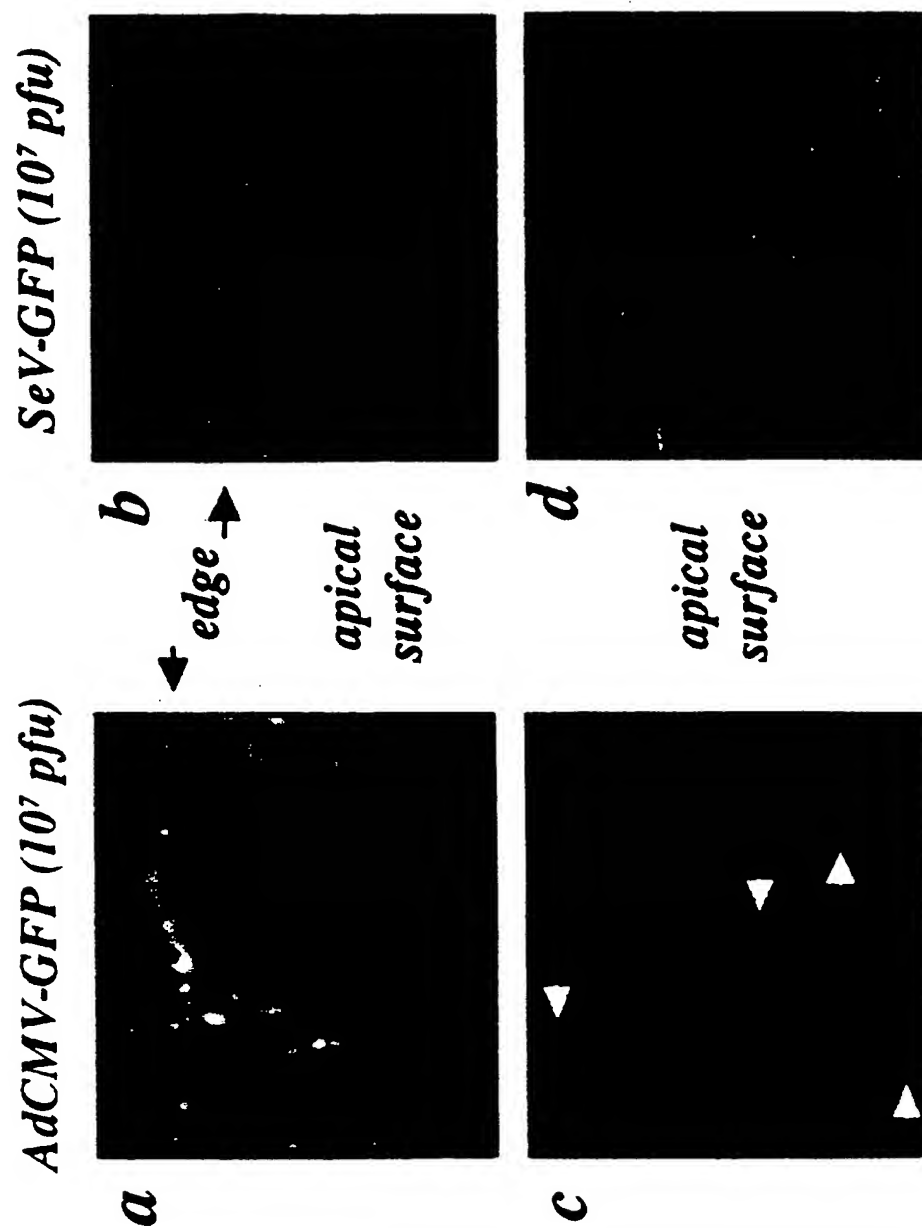 AdCMV-GFP (10⁷ pfu)
SeV-GFP (10⁷ pfu)
a
edge
b
apical
surface
c
apical
surface
d